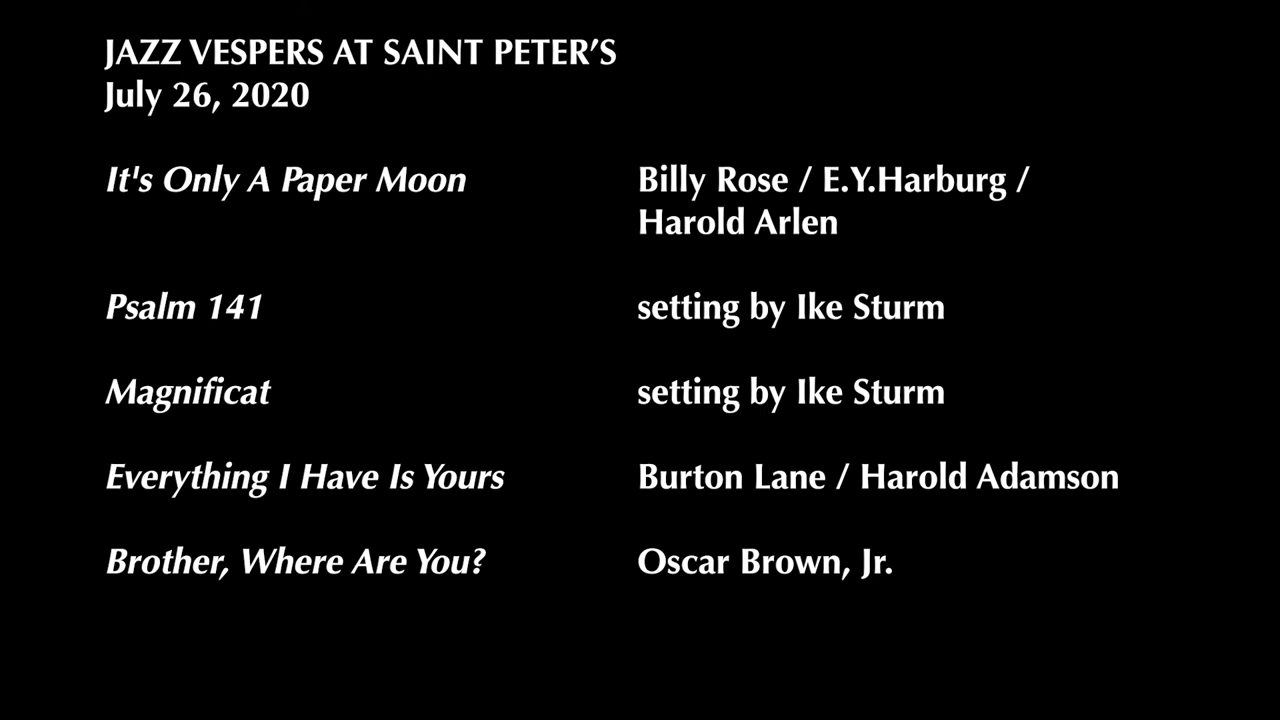 JAZZ VESPERS AT SAINT PETER’S
July 26, 2020
It's Only A Paper Moon Billy Rose / E.Y.Harburg /
Harold Arlen
Psalm 141 setting by Ike Sturm
Magnificat setting by Ike Sturm
Everything I Have Is Yours Burton Lane / Harold Adamson
Brother, Where Are You? Oscar Brown, Jr.